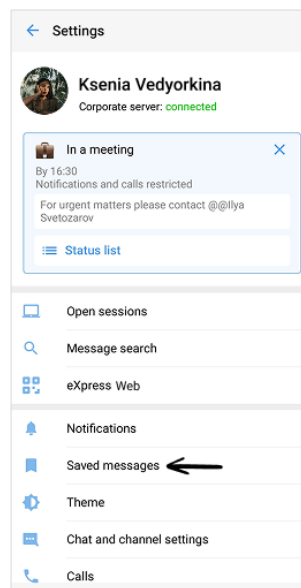 Settings
Ksenia Vedyorkina
Corporate server: connected
In a meeting
By 16:30
Notifications and calls restricted
For urgent matters please contact @@Ilya
Svetozarov
Status list
Open sessions
Message search
eXpress Web
Notifications
Saved messages
Theme
Chat and channel settings
Calls